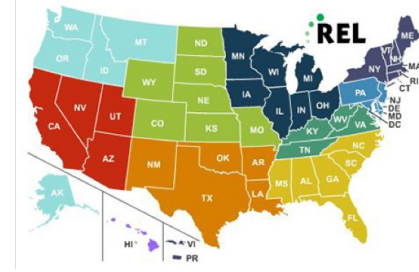 REL
WA
OR
ID
MT
WY
ND
SD
NE
CO
KS
MO
MN
WI
MI
IA
IL
IN
OH
ME
VT
NH
NY
MA
RI
CT
PA
NJ
DE
MD
DC
CA
NV
UT
AZ
NM
OK
AR
TX
LA
KY
WV
VA
TN
NC
SC
MS
AL
GA
FL
AK
HI
VI
PR